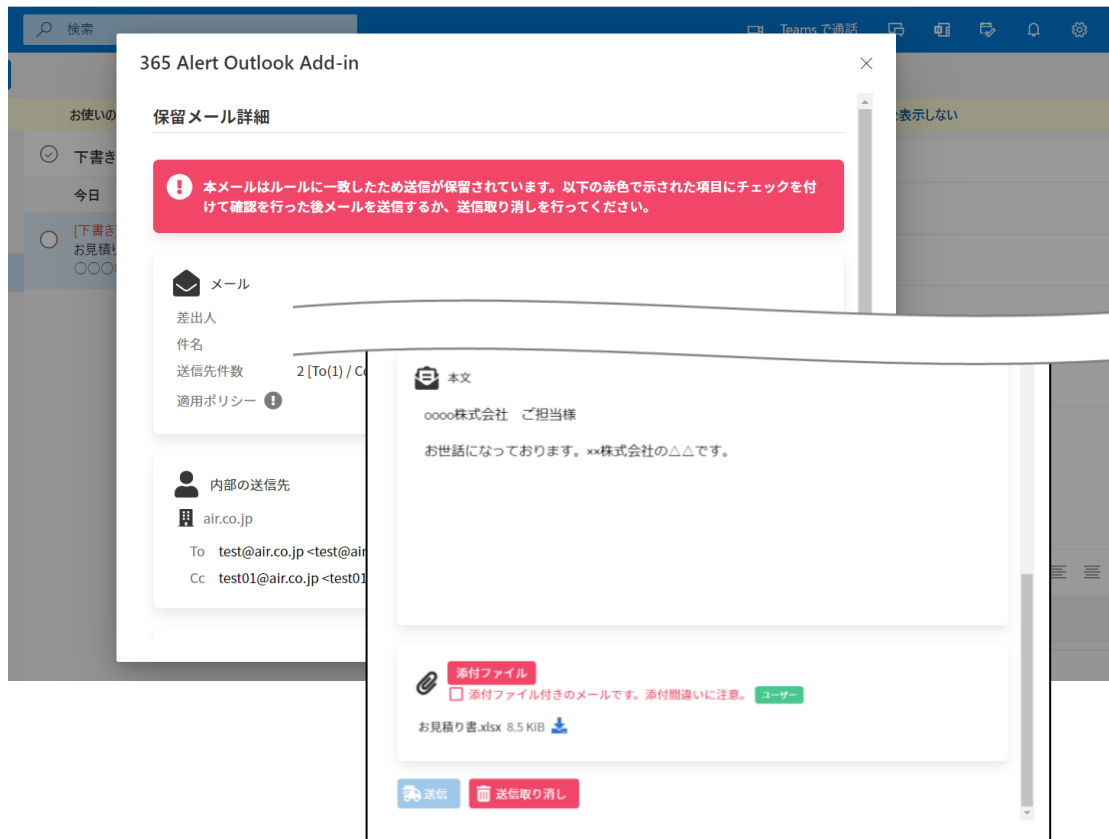 検索
Teams で通話
365 Alert Outlook Add-in
お使いの
表示しない
保留メール詳細
下書き
今日
[下書き]
お見積り
〇〇〇
本メールはルールに一致したため送信が保留されています。以下の赤色で示された項目にチェックを付
けて確認を行った後メールを送信するか、送信取り消しを行ってください。
メール
差出人
件名
送信先件数 2 [To(1) / Cc
適用ポリシー
内部の送信先
air.co.jp
To test@air.co.jp <test@air
Cc test01@air.co.jp <test01
本文
oooo株式会社　ご担当様
お世話になっております。××株式会社の△△です。
添付ファイル
添付ファイル付きのメールです。添付間違いに注意。 ユーザー
お見積り書.xlsx 8.5 KiB
送信 送信取り消し